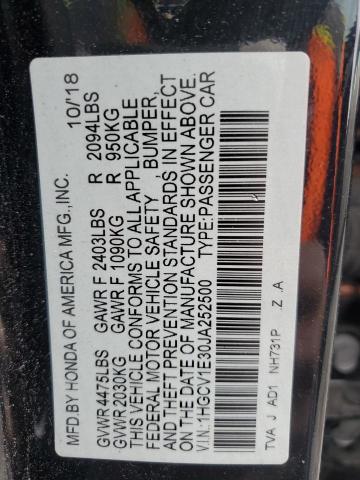 MFD.BY HONDA OF AMERICA MFG.,INC. 10/'18
GVWR 4475LBS GAWR F 2403LBS R 2094LBS
GVWR 2030KG GAWR F 1090KG R 950KG
THIS VEHICLE CONFORMS TO ALL APPLICABLE
FEDERAL MOTOR VEHICLE SAFETY , BUMPER,
AND THEFT PREVENTION STANDARDS IN EFFECT
ON THE DATE OF MANUFACTURE SHOWN ABOVE.
V.I.N.:1HGCV1E30JA252500 TYPE:PASSENGER CAR
TVA J AD1 NH731P .Z .A